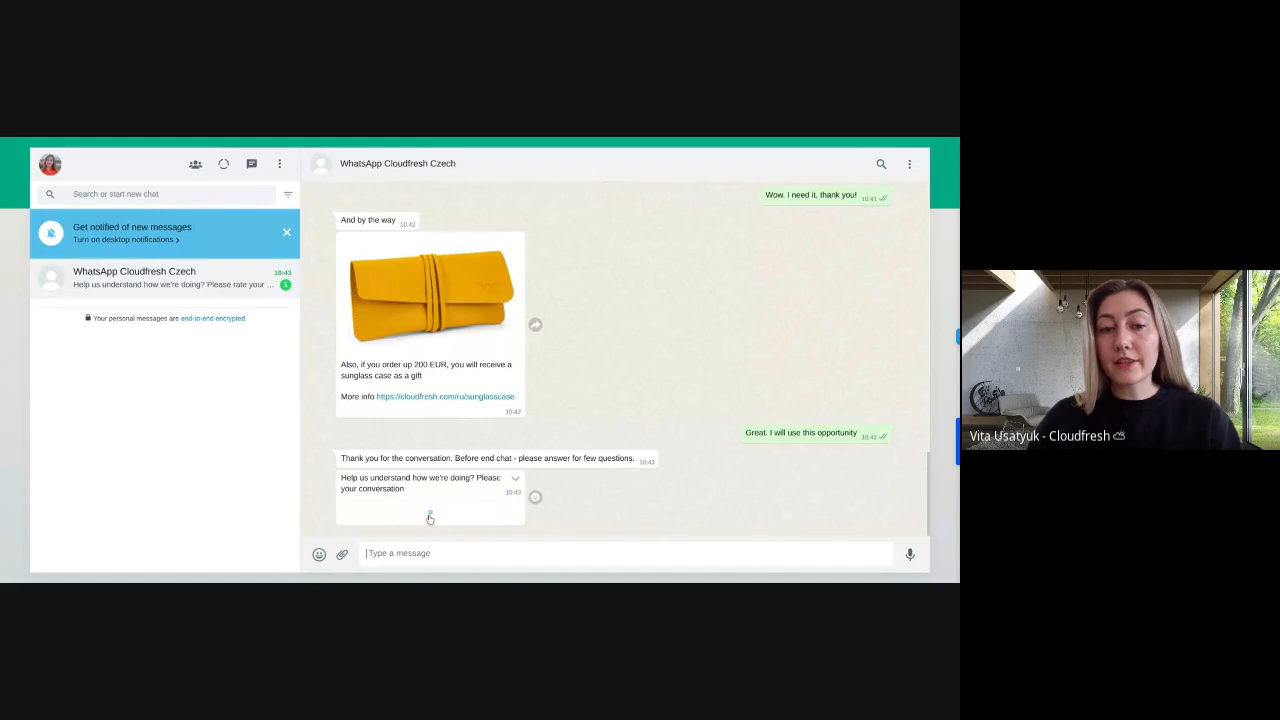 WhatsApp Cloudfresh Czech
Search or start new chat
Get notified of new messages
Turn on desktop notifications >
WhatsApp Cloudfresh Czech
10:43
Help us understand how we're doing? Please rate your ...
1
Your personal messages are end-to-end encrypted
Wow. I need it, thank you!
10:41
And by the way
10:42
Also, if you order up 200 EUR, you will receive a
sunglass case as a gift
More info https://cloudfresh.com/ru/sunglasscase
10:42
Great. I will use this opportunity
10:42
Thank you for the conversation. Before end chat - please answer for few questions.
10:43
Help us understand how we're doing? Please
your conversation
10:43
Type a message
Vita Usatyuk - Cloudfresh